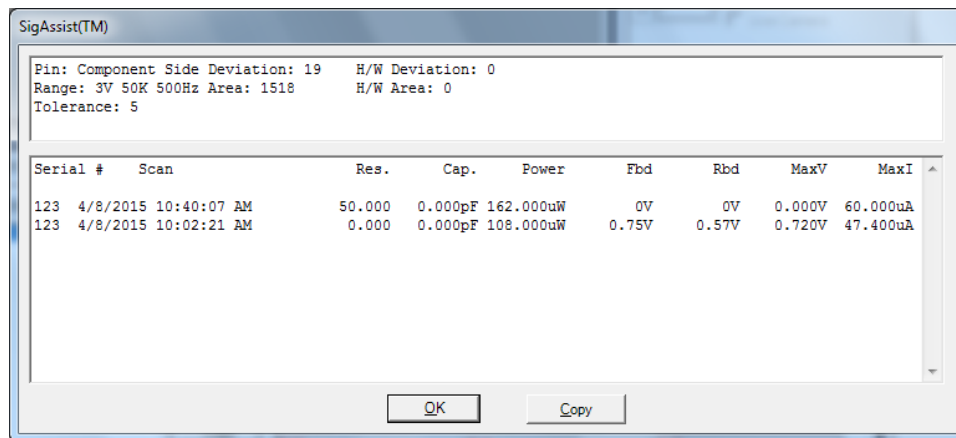 SigAssist(TM)
Pin: Component Side Deviation: 19 H/W Deviation: 0
Range: 3V 50K 500Hz Area: 1518 H/W Area: 0
Tolerance: 5
Serial # Scan Res. Cap. Power Fbd Rbd MaxV MaxI
123 4/8/2015 10:40:07 AM 50.000 0.000pF 162.000uW 0V 0V 0.000V 60.000uA
123 4/8/2015 10:02:21 AM 0.000 0.000pF 108.000uW 0.75V 0.57V 0.720V 47.400uA
OK Copy